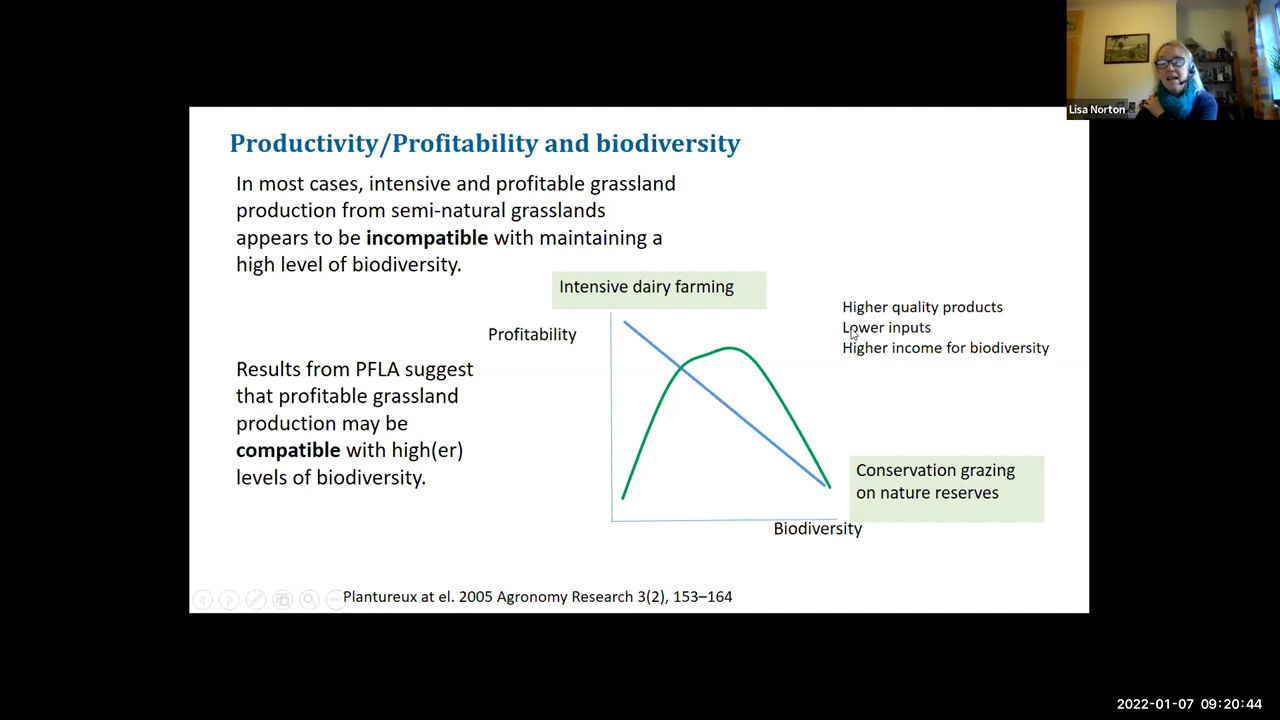 Lisa Norton
Productivity/Profitability and biodiversity
In most cases, intensive and profitable grassland
production from semi-natural grasslands
appears to be incompatible with maintaining a
high level of biodiversity.
Intensive dairy farming
Profitability
Higher quality products
Lower inputs
Higher income for biodiversity
Results from PFLA suggest
that profitable grassland
production may be
compatible with high(er)
levels of biodiversity.
Conservation grazing
on nature reserves
Biodiversity
Plantureux at el. 2005 Agronomy Research 3(2), 153–164
2022-01-07 09:20:44